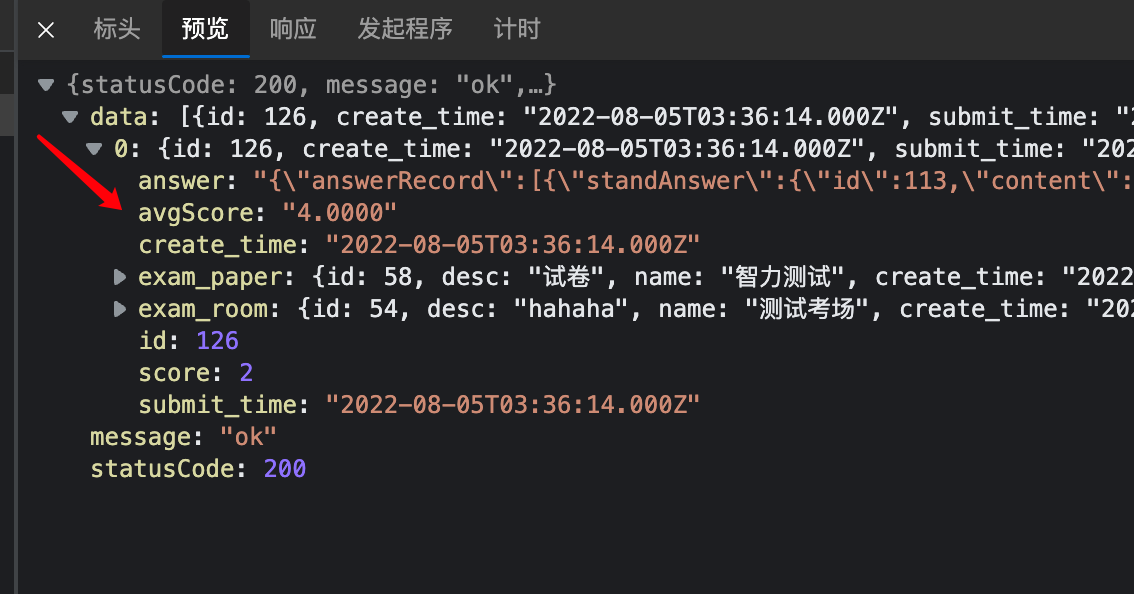 标头 预览 响应 发起程序 计时
{statusCode: 200, message: "ok",…}
data: [{id: 126, create_time: "2022-08-05T03:36:14.000Z", submit_time: "2
0: {id: 126, create_time: "2022-08-05T03:36:14.000Z", submit_time: "202
answer: "{\"answerRecord\":[{\"standAnswer\":{\"id\":113,\"content\":
avgScore: "4.0000"
create_time: "2022-08-05T03:36:14.000Z"
exam_paper: {id: 58, desc: "试卷", name: "智力测试", create_time: "2022
exam_room: {id: 54, desc: "hahaha", name: "测试考场", create_time: "202
id: 126
score: 2
submit_time: "2022-08-05T03:36:14.000Z"
message: "ok"
statusCode: 200